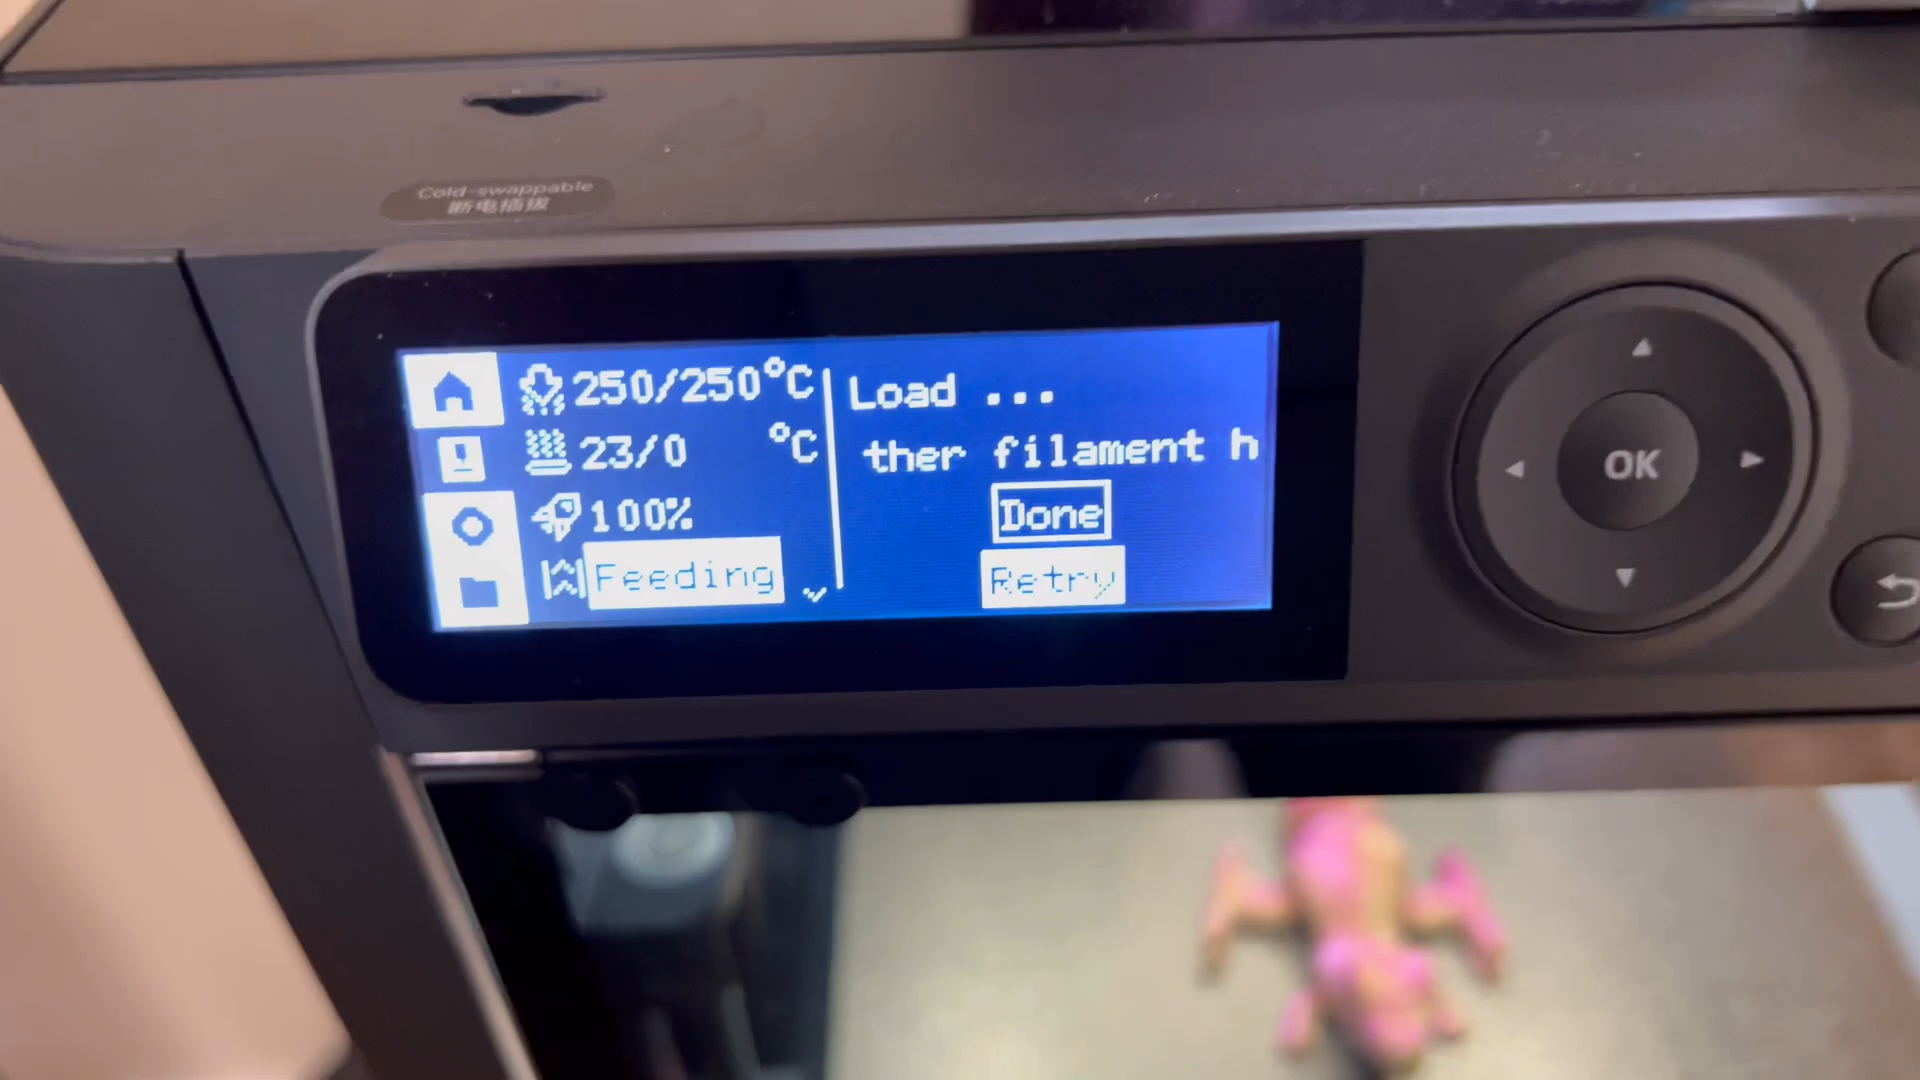 Cold-swappable
断电插拔
250/250°C
23/0 °C
100%
Feeding
Load ...
ther filament h
Done
Retry
OK